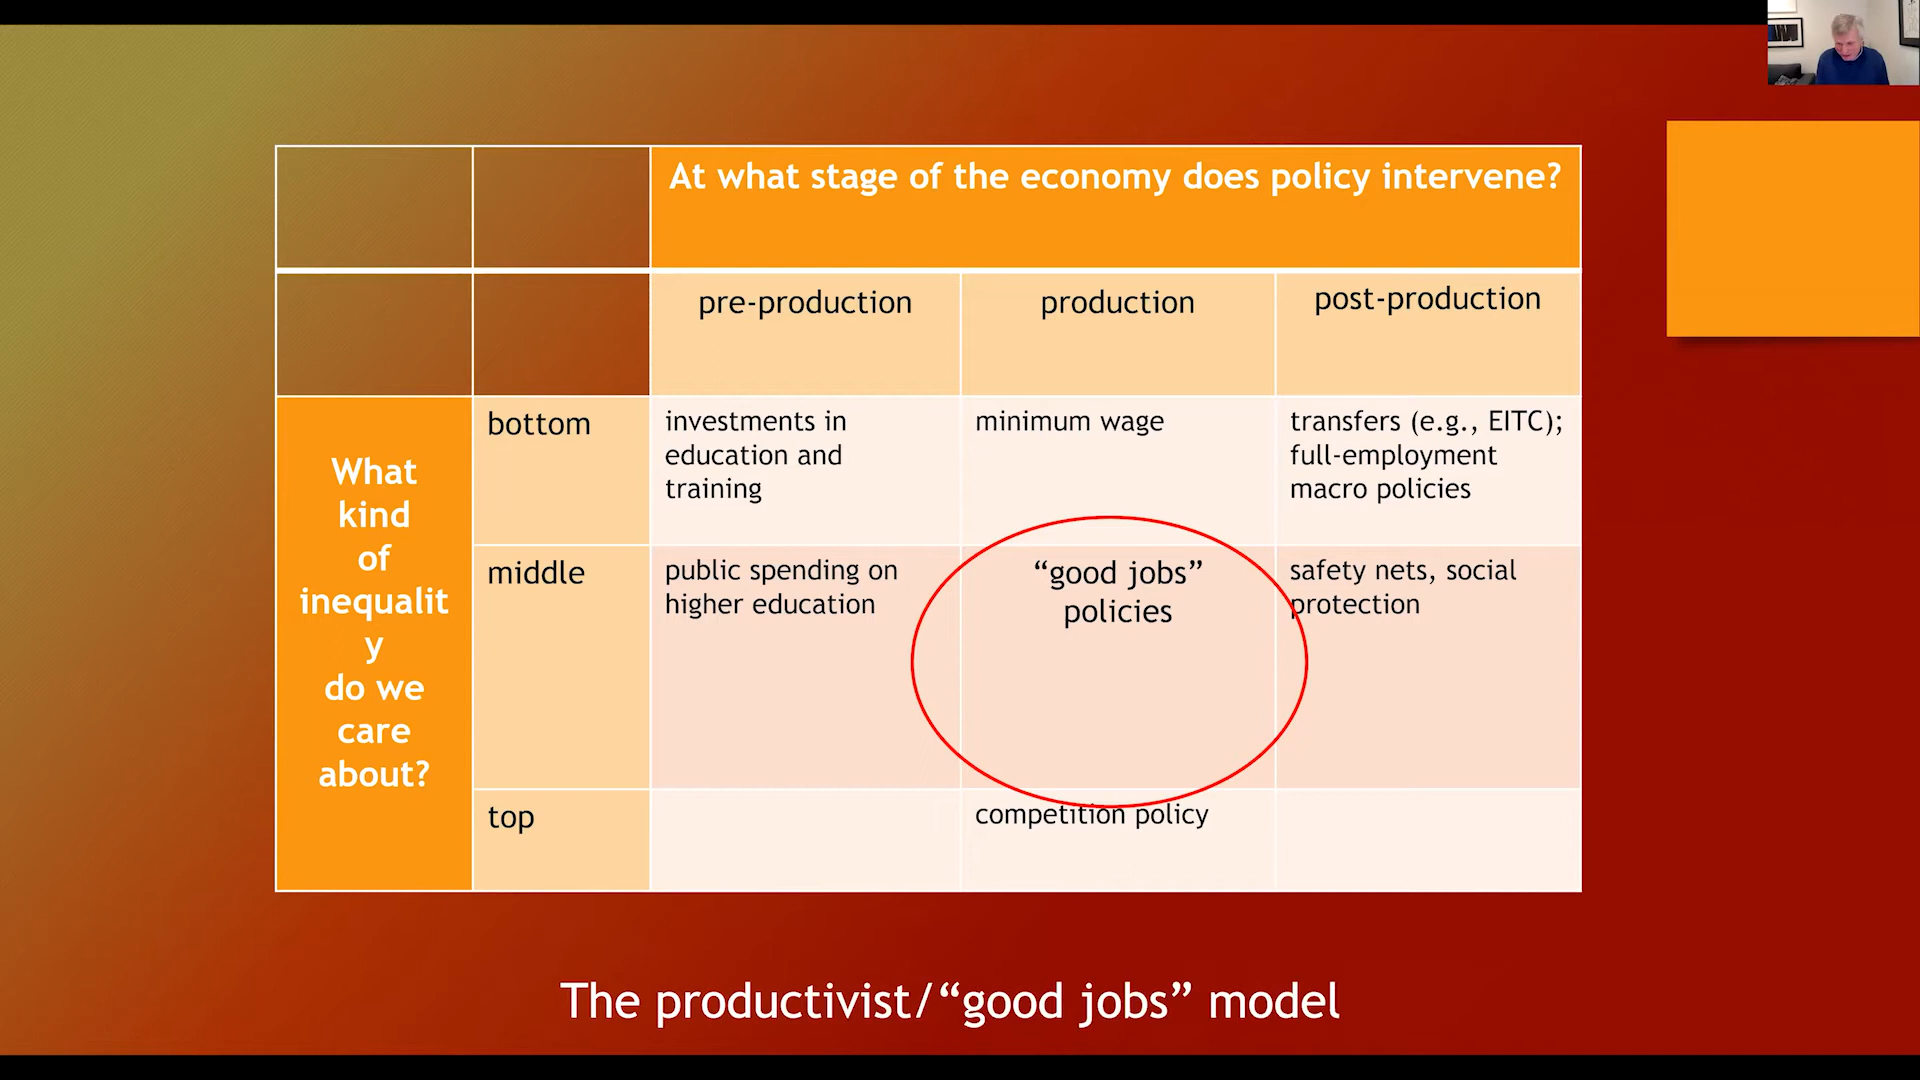 At what stage of the economy does policy intervene?
pre-production
production
post-production
What
kind
of
inequalit
y
do we
care
about?
bottom
investments in
education and
training
minimum wage
transfers (e.g., EITC);
full-employment
macro policies
middle
public spending on
higher education
“good jobs”
policies
safety nets, social
protection
top
competition policy
The productivist/“good jobs” model